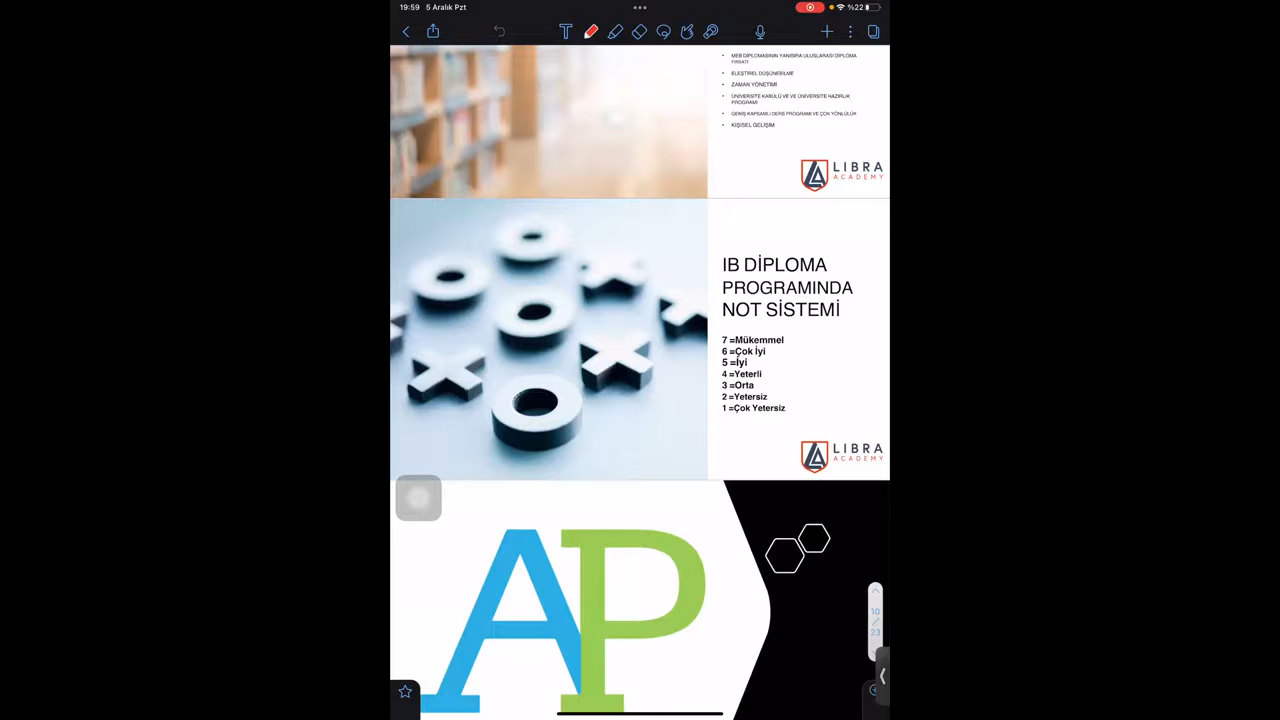 19:59 5 Aralık Pzt
%22
MEB DİPLOMASININ YANISIRA ULUSLARASI DİPLOMA
FIRSATI
ELEŞTİREL DÜŞÜNEBİLME
ZAMAN YÖNETİMİ
ÜNİVERSİTE KABULÜ VE ÜNİVERSİTE HAZIRLIK
PROGRAMI
GENİŞ KAPSAMLI DERS PROGRAMI VE ÇOK YÖNLÜLÜK
KİŞİSEL GELİŞİM
LIBRA
ACADEMY
IB DİPLOMA
PROGRAMINDA
NOT SİSTEMİ
7 =Mükemmel
6 =Çok İyi
5 =İyi
4 =Yeterli
3 =Orta
2 =Yetersiz
1 =Çok Yetersiz
LIBRA
ACADEMY
AP
10
/
23